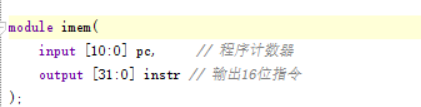 module imem(
input [10:0] pc, // 程序计数器
output [31:0] instr // 输出16位指令
);